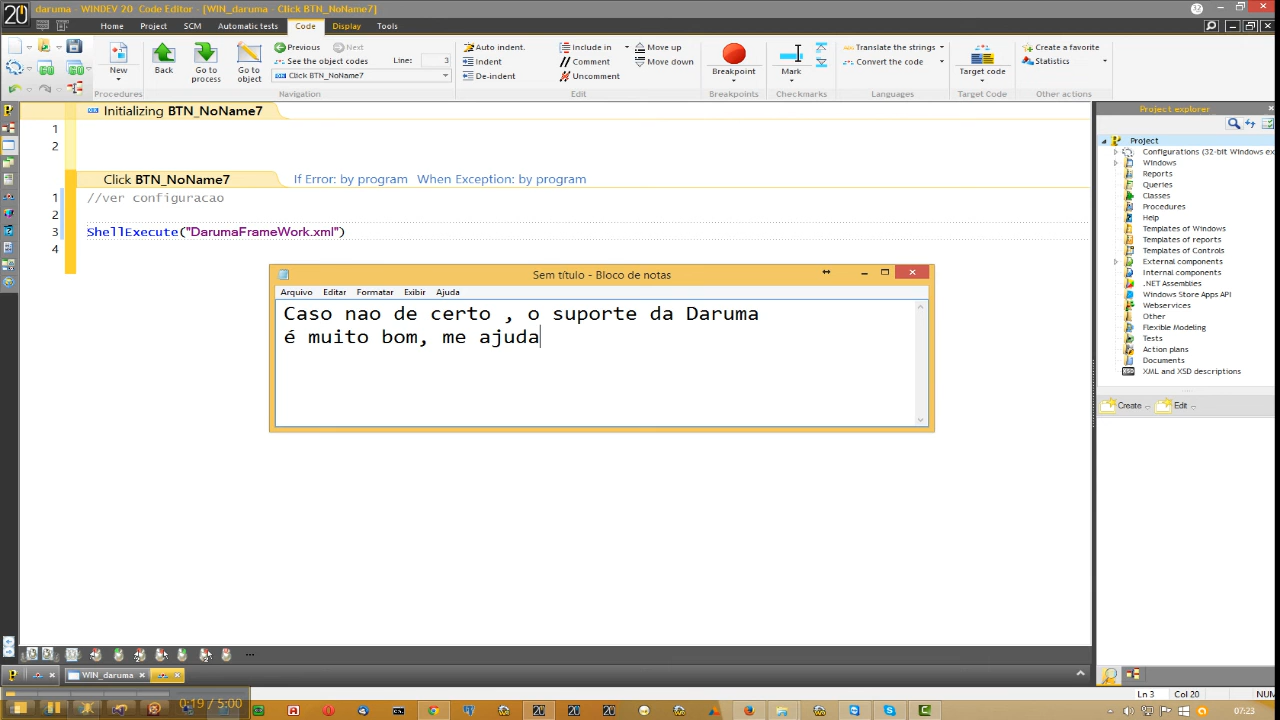 daruma - WINDEV 20 Code Editor - [WIN_daruma - Click BTN_NoName7]
32
20
Home Project SCM Automatic tests Code Display Tools
New
Procedures
Back
Go to process
Go to object
Previous Next
See the object codes Line: 3
Click BTN_NoName7
Navigation
Auto indent.
Indent
De-indent
Include in
Comment
Uncomment
Move up
Move down
Edit
Breakpoint
Breakpoints
Mark
Checkmarks
Translate the strings
Convert the code
Languages
Target code
Target Code
Create a favorite
Statistics
Other actions
Initializing BTN_NoName7
1
2
Click BTN_NoName7 If Error: by program When Exception: by program
1 //ver configuracao
2
3 ShellExecute("DarumaFrameWork.xml")
4
Sem título - Bloco de notas
Arquivo Editar Formatar Exibir Ajuda
Caso nao de certo , o suporte da Daruma
é muito bom, me ajuda
Project explorer
Project
Configurations (32-bit Windows ex
Windows
Reports
Queries
Classes
Procedures
Help
Templates of Windows
Templates of reports
Templates of Controls
External components
Internal components
.NET Assemblies
Windows Store Apps API
Webservices
Other
Flexible Modeling
Tests
Action plans
Documents
XML and XSD descriptions
Create Edit
WIN_daruma
Ln 3 Col 20 NUM
0:19 / 5:00
07:23